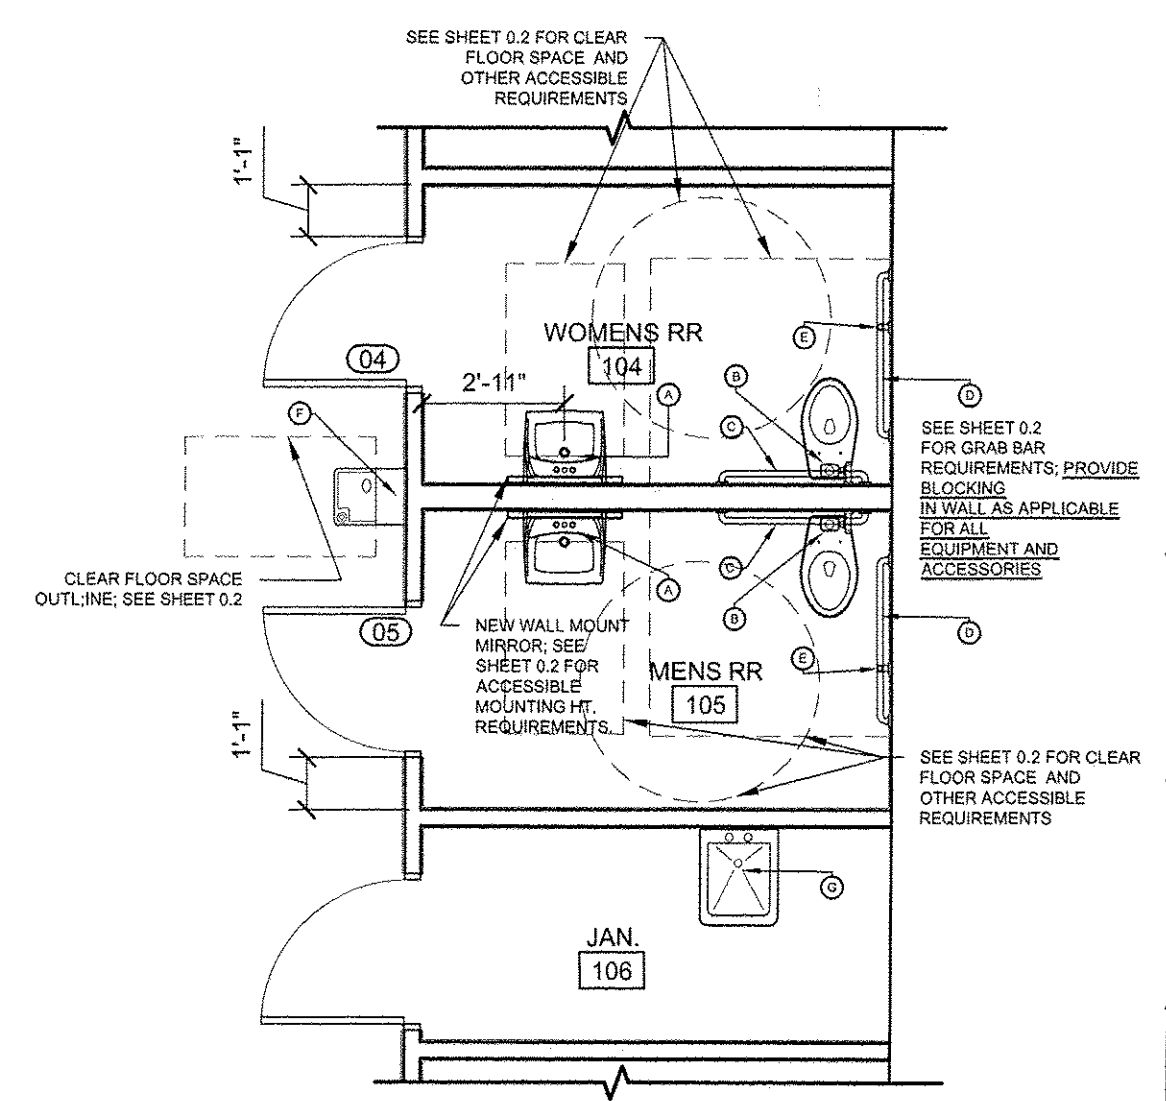 SEE SHEET 0.2 FOR CLEAR
FLOOR SPACE AND
OTHER ACCESSIBLE
REQUIREMENTS
1'-1"
WOMENS RR
104
04
2'-11"
A
B
C
D
E
F
SEE SHEET 0.2
FOR GRAB BAR
REQUIREMENTS; PROVIDE
BLOCKING
IN WALL AS APPLICABLE
FOR ALL
EQUIPMENT AND
ACCESSORIES
CLEAR FLOOR SPACE
OUTL;INE; SEE SHEET 0.2
05
NEW WALL MOUNT
MIRROR; SEE
SHEET 0.2 FOR
ACCESSIBLE
MOUNTING HT.
REQUIREMENTS.
A
B
C
D
E
MENS RR
105
1'-1"
SEE SHEET 0.2 FOR CLEAR
FLOOR SPACE AND
OTHER ACCESSIBLE
REQUIREMENTS
G
JAN.
106